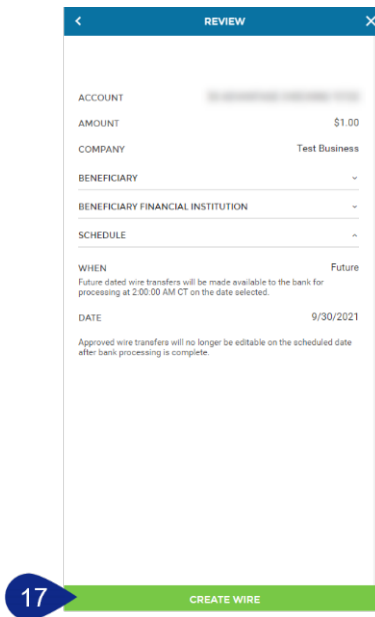 REVIEW
ACCOUNT
AMOUNT $1.00
COMPANY Test Business
BENEFICIARY
BENEFICIARY FINANCIAL INSTITUTION
SCHEDULE
WHEN Future
Future dated wire transfers will be made available to the bank for
processing at 2:00:00 AM CT on the date selected.
DATE 9/30/2021
Approved wire transfers will no longer be editable on the scheduled date
after bank processing is complete.
17 CREATE WIRE